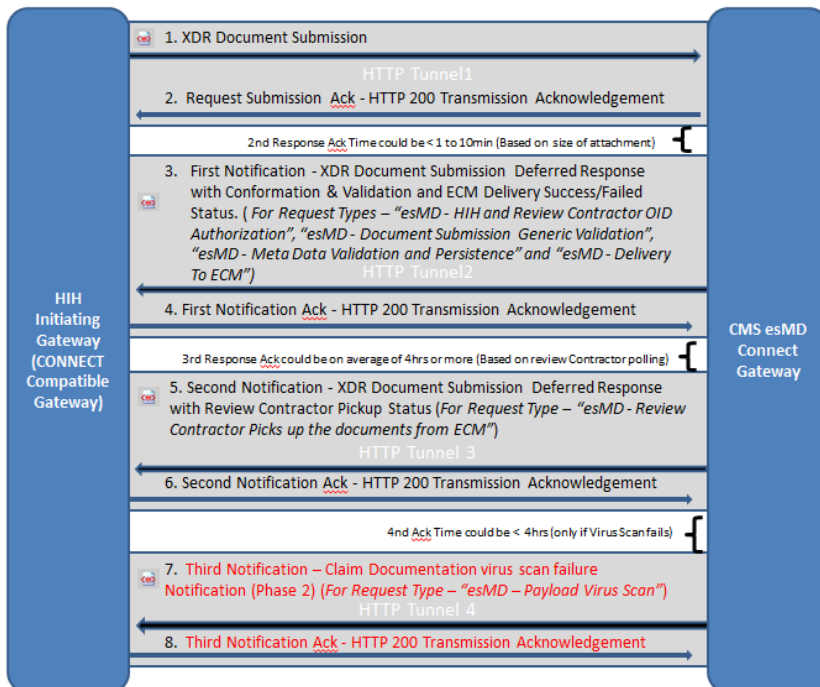 1. XDR Document Submission
HTTP Tunnel1
2. Request Submission Ack - HTTP 200 Transmission Acknowledgement
2nd Response Ack Time could be < 1 to 10min (Based on size of attachment)
3. First Notification - XDR Document Submission Deferred Response
with Conformation & Validation and ECM Delivery Success/Failed
Status. ( For Request Types – “esMD - HIH and Review Contractor OID
Authorization”, “esMD - Document Submission Generic Validation”,
“esMD - Meta Data Validation and Persistence” and “esMD - Delivery
To ECM”)
HTTP Tunnel2
4. First Notification Ack - HTTP 200 Transmission Acknowledgement
HIH
Initiating
Gateway
(CONNECT
Compatible
Gateway)
CMS esMD
Connect
Gateway
3rd Response Ack could be on average of 4hrs or more (Based on review Contractor polling)
5. Second Notification - XDR Document Submission Deferred Response
with Review Contractor Pickup Status (For Request Type – “esMD - Review
Contractor Picks up the documents from ECM”)
HTTP Tunnel 3
6. Second Notification Ack - HTTP 200 Transmission Acknowledgement
4nd Ack Time could be < 4hrs (only if Virus Scan fails)
7. Third Notification – Claim Documentation virus scan failure
Notification (Phase 2) (For Request Type – “esMD – Payload Virus Scan”)
HTTP Tunnel 4
8. Third Notification Ack - HTTP 200 Transmission Acknowledgement